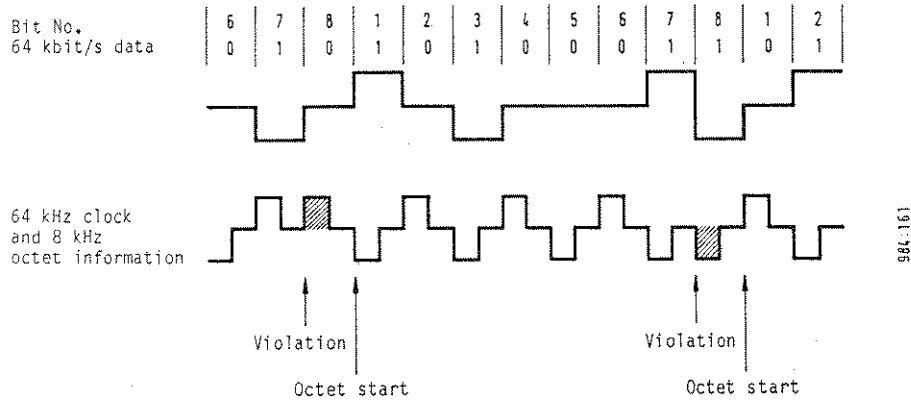 Bit No. 6 7 8 1 2 3 4 5 6 7 8 1 2
64 kbit/s data 0 1 0 1 0 1 0 0 0 1 1 0 1
64 kHz clock
and 8 kHz
octet information
984:161
Violation Violation
Octet start Octet start